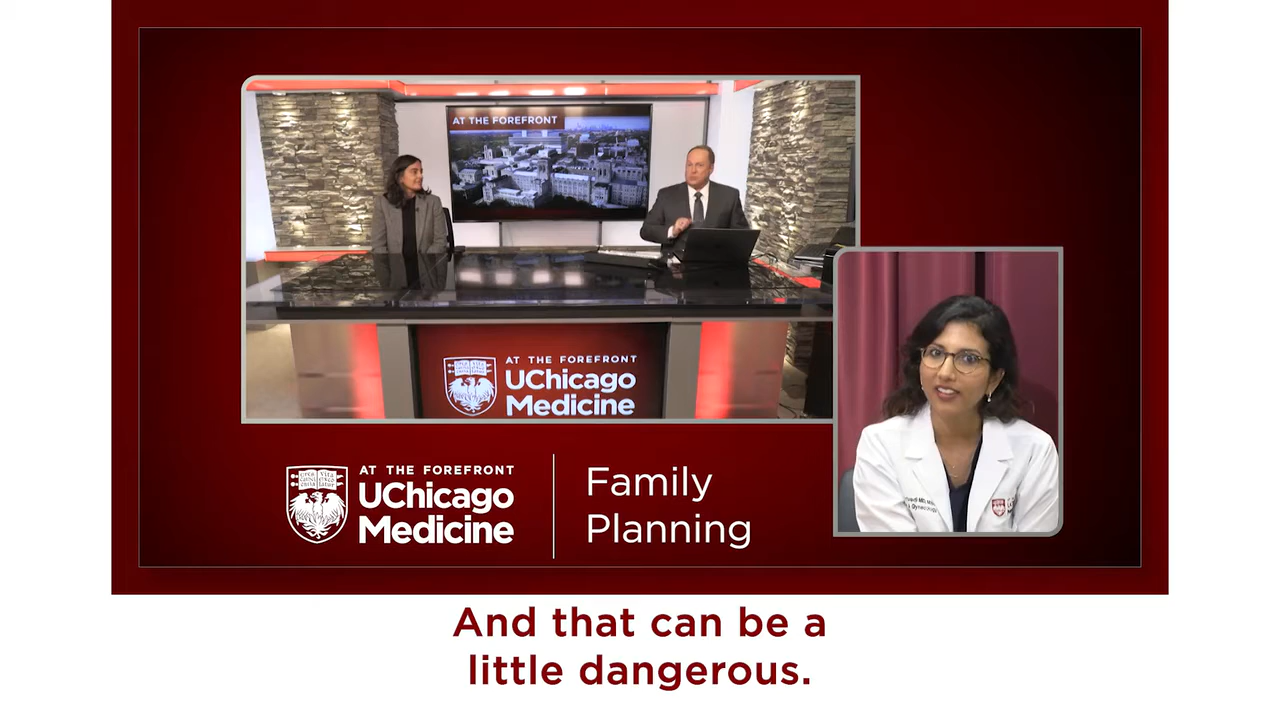 AT THE FOREFRONT
AT THE FOREFRONT
UChicago
Medicine
AT THE FOREFRONT
UChicago
Medicine
Family
Planning
And that can be a
little dangerous.